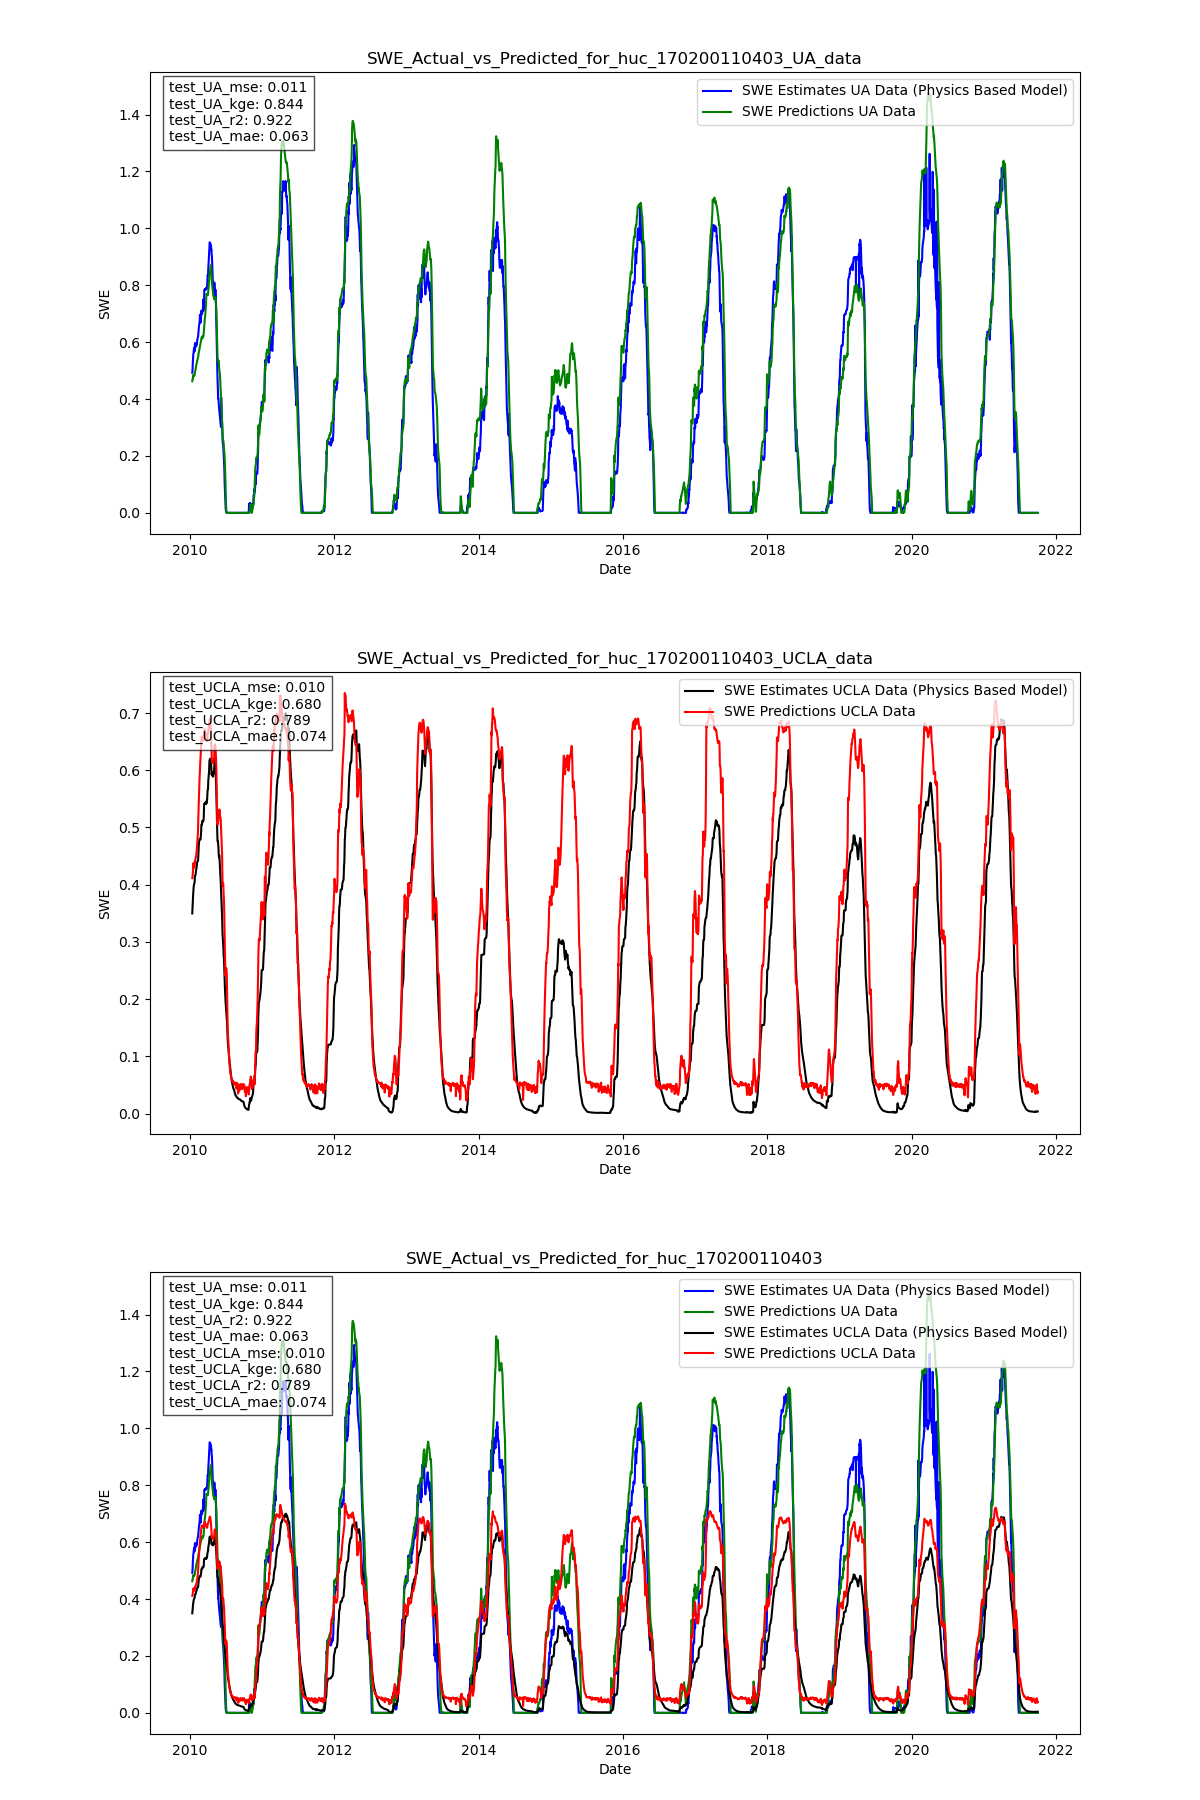 SWE_Actual_vs_Predicted_for_huc_170200110403_UA_data
test_UA_mse: 0.011
test_UA_kge: 0.844
test_UA_r2: 0.922
test_UA_mae: 0.063
SWE Estimates UA Data (Physics Based Model)
SWE Predictions UA Data
1.4
1.2
1.0
0.8
0.6
0.4
0.2
0.0
SWE
2010 2012 2014 2016 2018 2020 2022
Date
SWE_Actual_vs_Predicted_for_huc_170200110403_UCLA_data
test_UCLA_mse: 0.010
test_UCLA_kge: 0.680
test_UCLA_r2: 0.789
test_UCLA_mae: 0.074
SWE Estimates UCLA Data (Physics Based Model)
SWE Predictions UCLA Data
0.7
0.6
0.5
0.4
0.3
0.2
0.1
0.0
SWE
2010 2012 2014 2016 2018 2020 2022
Date
SWE_Actual_vs_Predicted_for_huc_170200110403
test_UA_mse: 0.011
test_UA_kge: 0.844
test_UA_r2: 0.922
test_UA_mae: 0.063
test_UCLA_mse: 0.010
test_UCLA_kge: 0.680
test_UCLA_r2: 0.789
test_UCLA_mae: 0.074
SWE Estimates UA Data (Physics Based Model)
SWE Predictions UA Data
SWE Estimates UCLA Data (Physics Based Model)
SWE Predictions UCLA Data
1.4
1.2
1.0
0.8
0.6
0.4
0.2
0.0
SWE
2010 2012 2014 2016 2018 2020 2022
Date